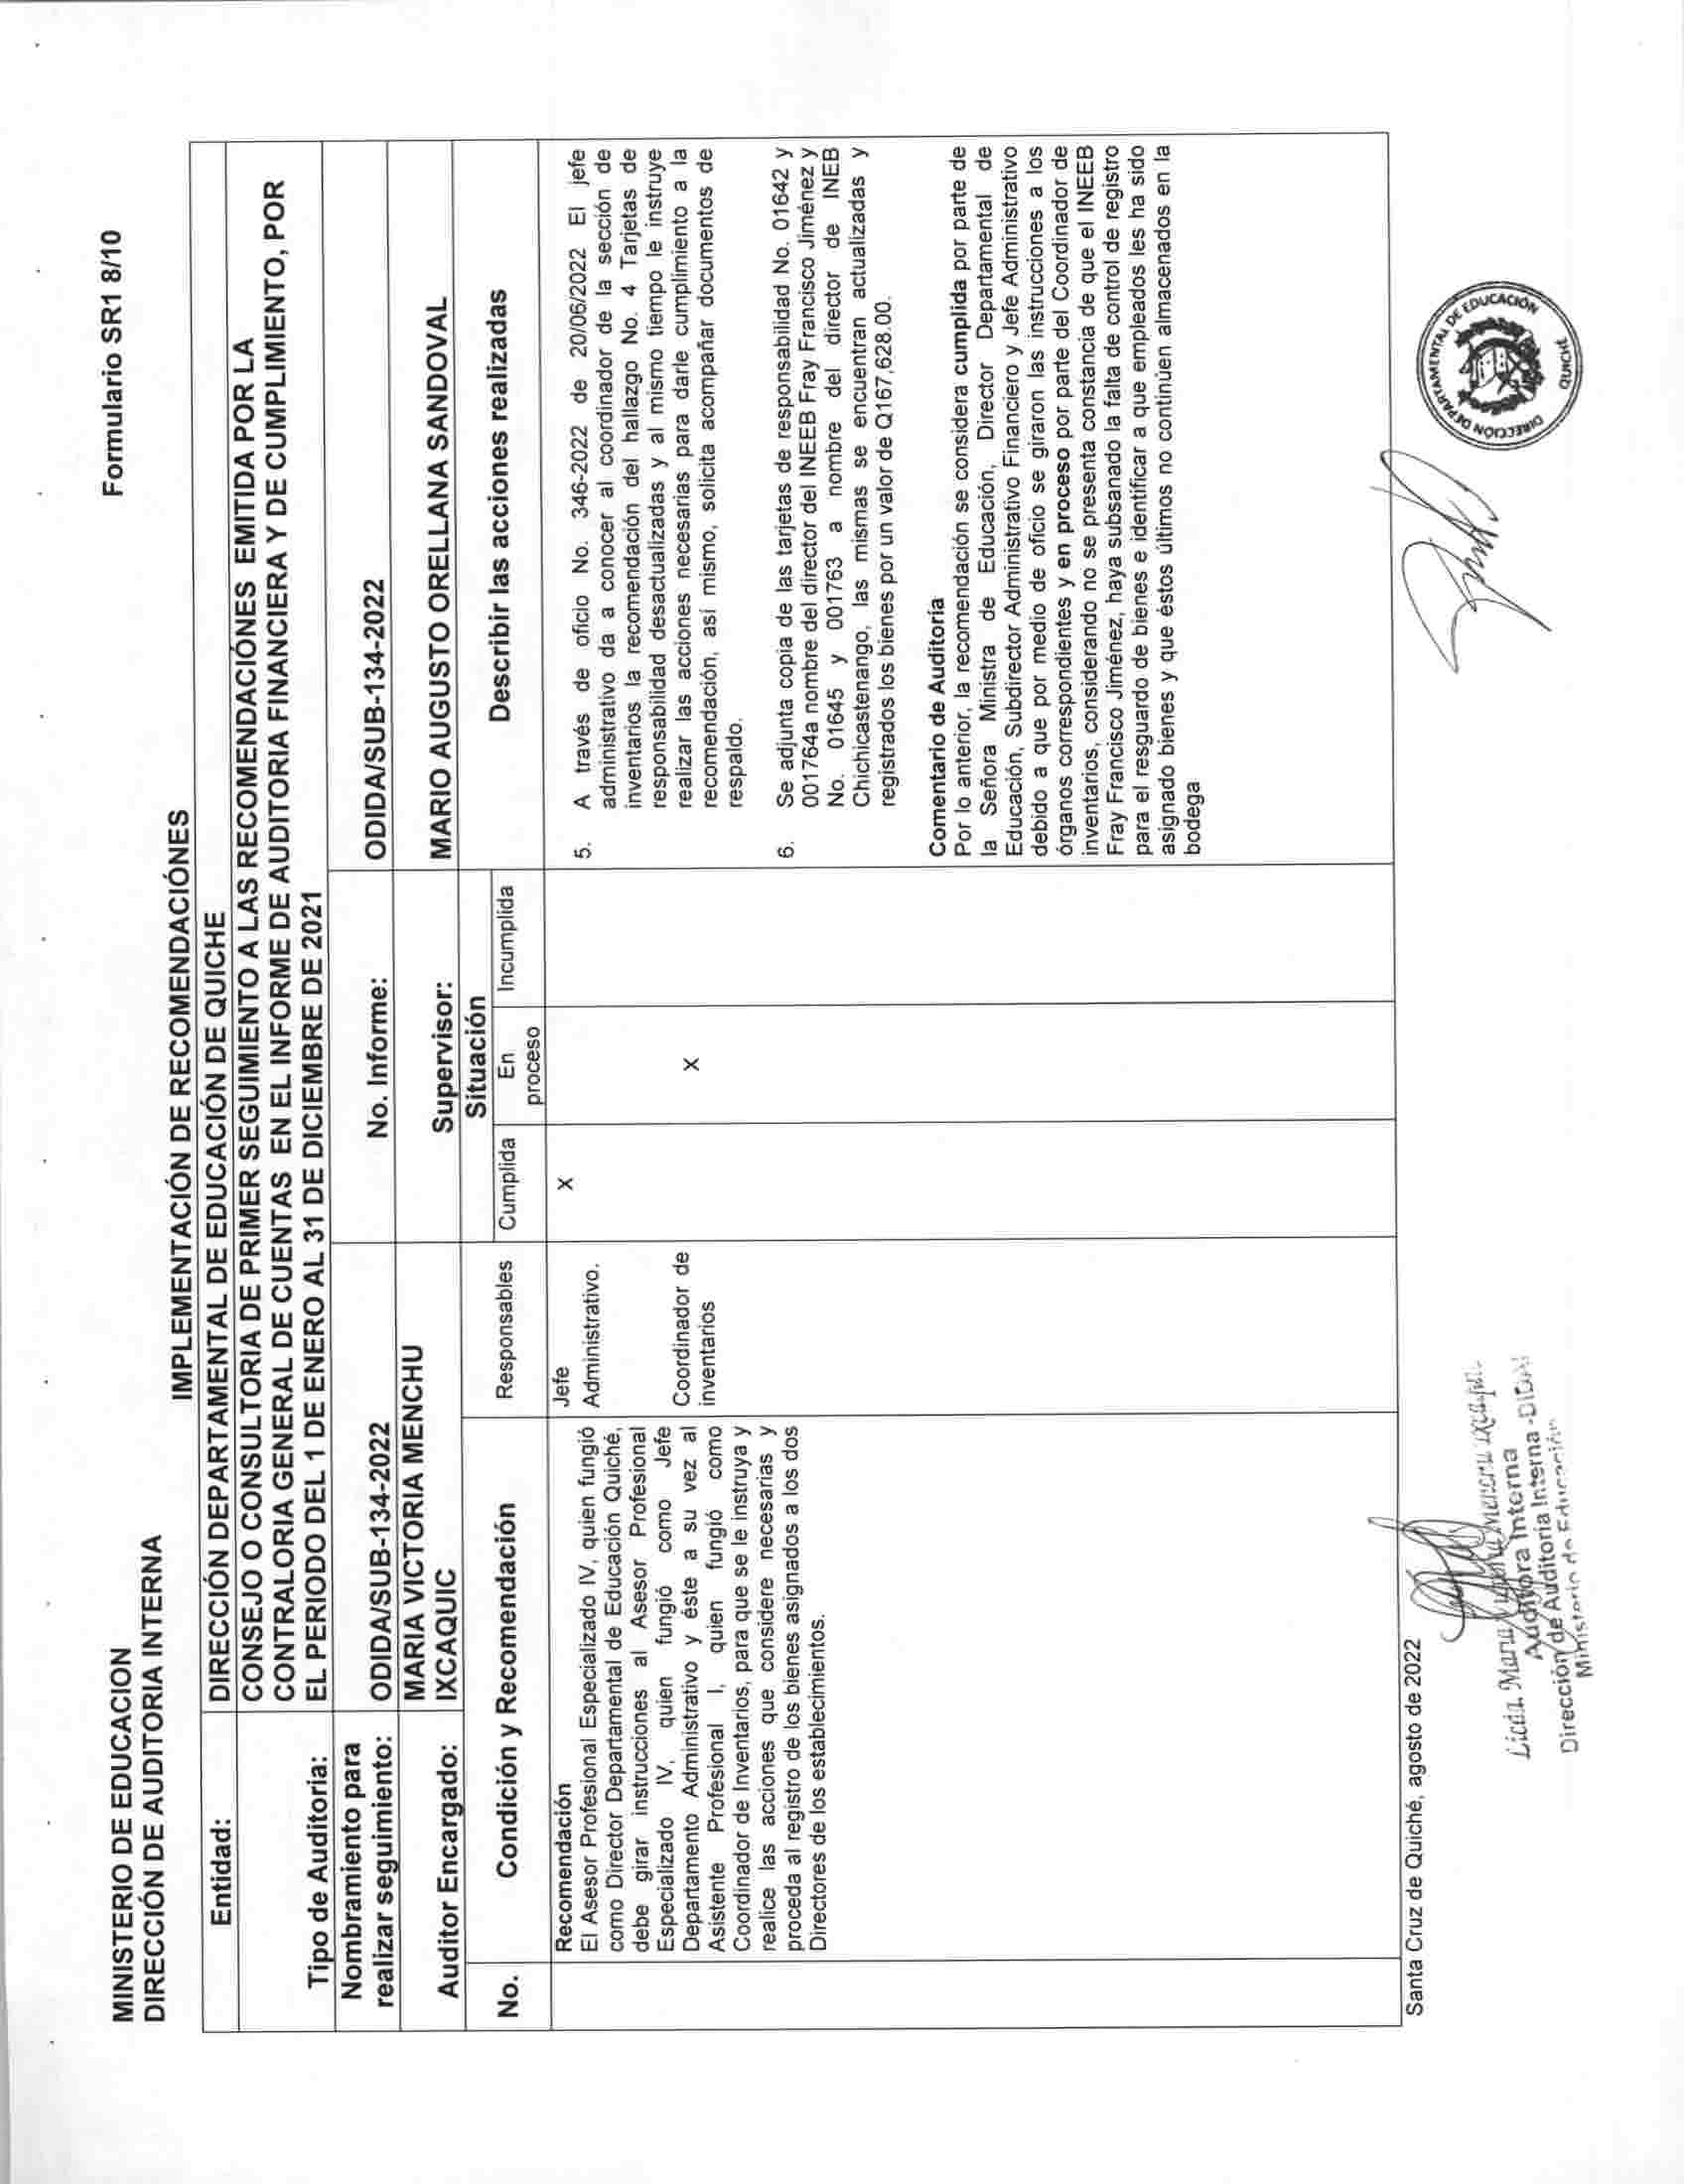 Formulario SR1 8/10
MINISTERIO DE EDUCACION
DIRECCIÓN DE AUDITORIA INTERNA
IMPLEMENTACIÓN DE RECOMENDACIÓNES
Entidad:
DIRECCIÓN DEPARTAMENTAL DE EDUCACIÓN DE QUICHE
Tipo de Auditoria:
CONSEJO O CONSULTORIA DE PRIMER SEGUIMIENTO A LAS RECOMENDACIÓNES EMITIDA POR LA
CONTRALORIA GENERAL DE CUENTAS EN EL INFORME DE AUDITORIA FINANCIERA Y DE CUMPLIMIENTO, POR
EL PERIODO DEL 1 DE ENERO AL 31 DE DICIEMBRE DE 2021
Nombramiento para
realizar seguimiento:
ODIDA/SUB-134-2022
No. Informe:
ODIDA/SUB-134-2022
Auditor Encargado:
MARIA VICTORIA MENCHU
IXCAQUIC
Supervisor:
MARIO AUGUSTO ORELLANA SANDOVAL
No.
Condición y Recomendación
Responsables
Situación
Cumplida
En
proceso
Incumplida
Describir las acciones realizadas
Recomendación
El Asesor Profesional Especializado IV, quien fungió
como Director Departamental de Educación Quiché,
debe girar instrucciones al Asesor Profesional
Especializado IV, quien fungió como Jefe
Departamento Administrativo y éste a su vez al
Asistente Profesional I, quien fungió como
Coordinador de Inventarios, para que se le instruya y
realice las acciones que considere necesarias y
proceda al registro de los bienes asignados a los dos
Directores de los establecimientos.
Jefe
Administrativo.
Coordinador de
inventarios
X
X
5. A través de oficio No. 346-2022 de 20/06/2022 El jefe
administrativo da a conocer al coordinador de la sección de
inventarios la recomendación del hallazgo No. 4 Tarjetas de
responsabilidad desactualizadas y al mismo tiempo le instruye
realizar las acciones necesarias para darle cumplimiento a la
recomendación, así mismo, solicita acompañar documentos de
respaldo.
6. Se adjunta copia de las tarjetas de responsabilidad No. 01642 y
001764a nombre del director del INEEB Fray Francisco Jiménez y
No. 01645 y 001763 a nombre del director de INEB
Chichicastenango, las mismas se encuentran actualizadas y
registrados los bienes por un valor de Q167,628.00.
Comentario de Auditoría
Por lo anterior, la recomendación se considera cumplida por parte de
la Señora Ministra de Educación, Director Departamental de
Educación, Subdirector Administrativo Financiero y Jefe Administrativo
debido a que por medio de oficio se giraron las instrucciones a los
órganos correspondientes y en proceso por parte del Coordinador de
inventarios, considerando no se presenta constancia de que el INEEB
Fray Francisco Jiménez, haya subsanado la falta de control de registro
para el resguardo de bienes e identificar a que empleados les ha sido
asignado bienes y que éstos últimos no continúen almacenados en la
bodega
Santa Cruz de Quiché, agosto de 2022
Licda. Maria
Auditora Interna
Dirección de Auditoria Interna -DIDAI
Ministerio de Educación
DIRECCIÓN DEPARTAMENTAL DE EDUCACIÓN
QUICHÉ